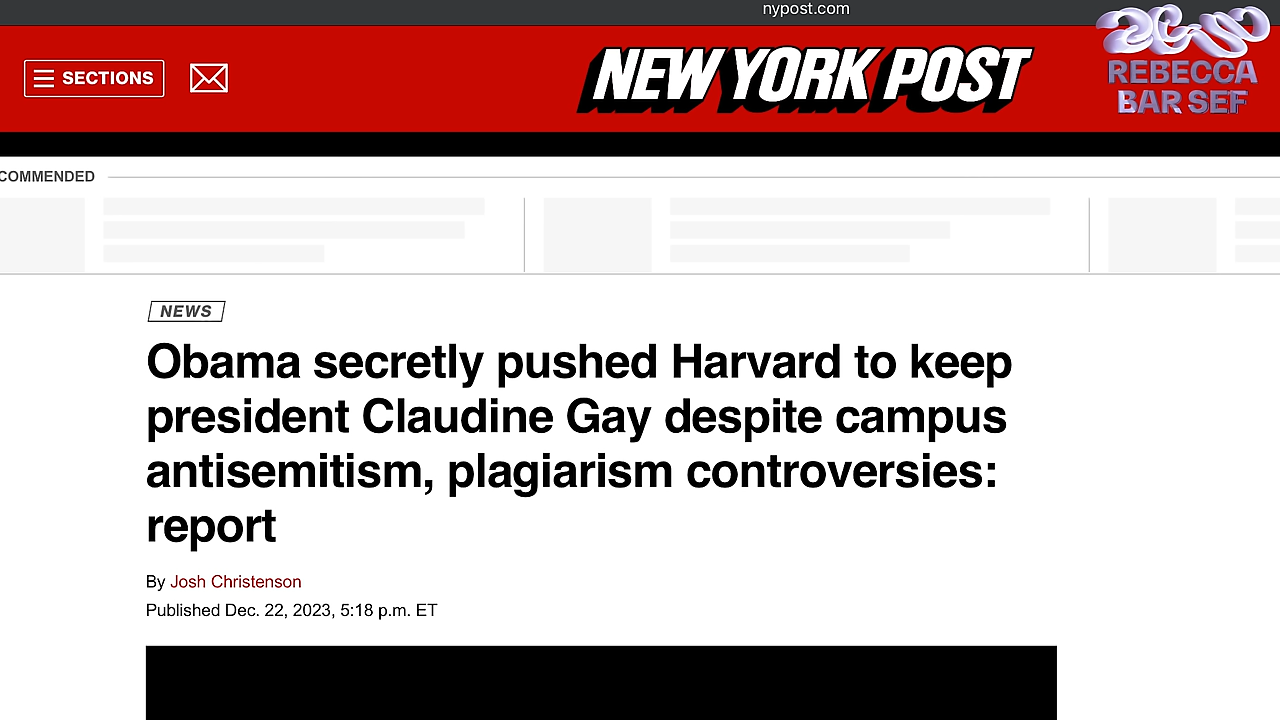 nypost.com
SECTIONS
NEW YORK POST
REBECCA
BAR SEF
COMMENDED
NEWS
Obama secretly pushed Harvard to keep
president Claudine Gay despite campus
antisemitism, plagiarism controversies:
report
By Josh Christenson
Published Dec. 22, 2023, 5:18 p.m. ET